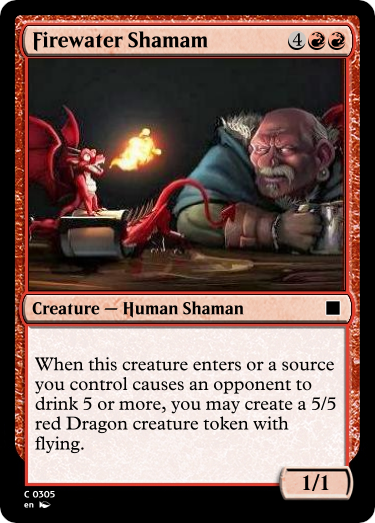 Firewater Shamam 4
Creature — Human Shaman
When this creature enters or a source
you control causes an opponent to
drink 5 or more, you may create a 5/5
red Dragon creature token with
flying.
1/1
C 0305
en